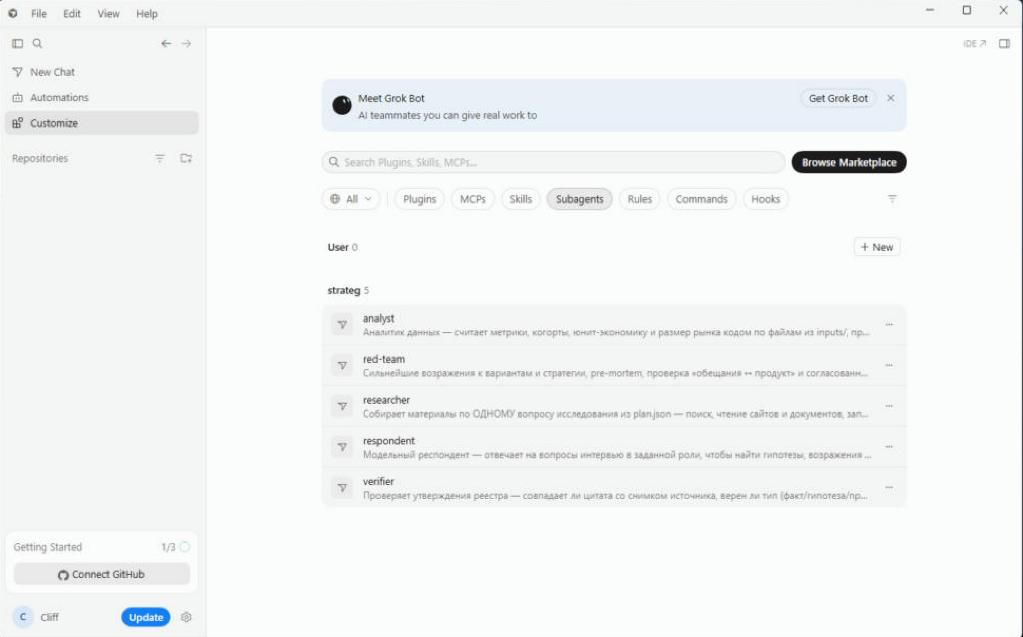 File Edit View Help
IDE ↗
New Chat
Automations
Customize
Repositories
Meet Grok Bot
AI teammates you can give real work to
Get Grok Bot
Search Plugins, Skills, MCPs...
Browse Marketplace
All
Plugins
MCPs
Skills
Subagents
Rules
Commands
Hooks
User 0
+ New
strateg 5
analyst
Аналитик данных — считает метрики, когорты, юнит-экономику и размер рынка кодом по файлам из inputs/, пр...
red-team
Сильнейшие возражения к вариантам и стратегии, pre-mortem, проверка «обещания ↔ продукт» и согласованн...
researcher
Собирает материалы по ОДНОМУ вопросу исследования из plan.json — поиск, чтение сайтов и документов, зап...
respondent
Модельный респондент — отвечает на вопросы интервью в заданной роли, чтобы найти гипотезы, возражения ...
verifier
Проверяет утверждения реестра — совпадает ли цитата со снимком источника, верен ли тип (факт/гипотеза/пр...
Getting Started 1/3
Connect GitHub
C Cliff
Update